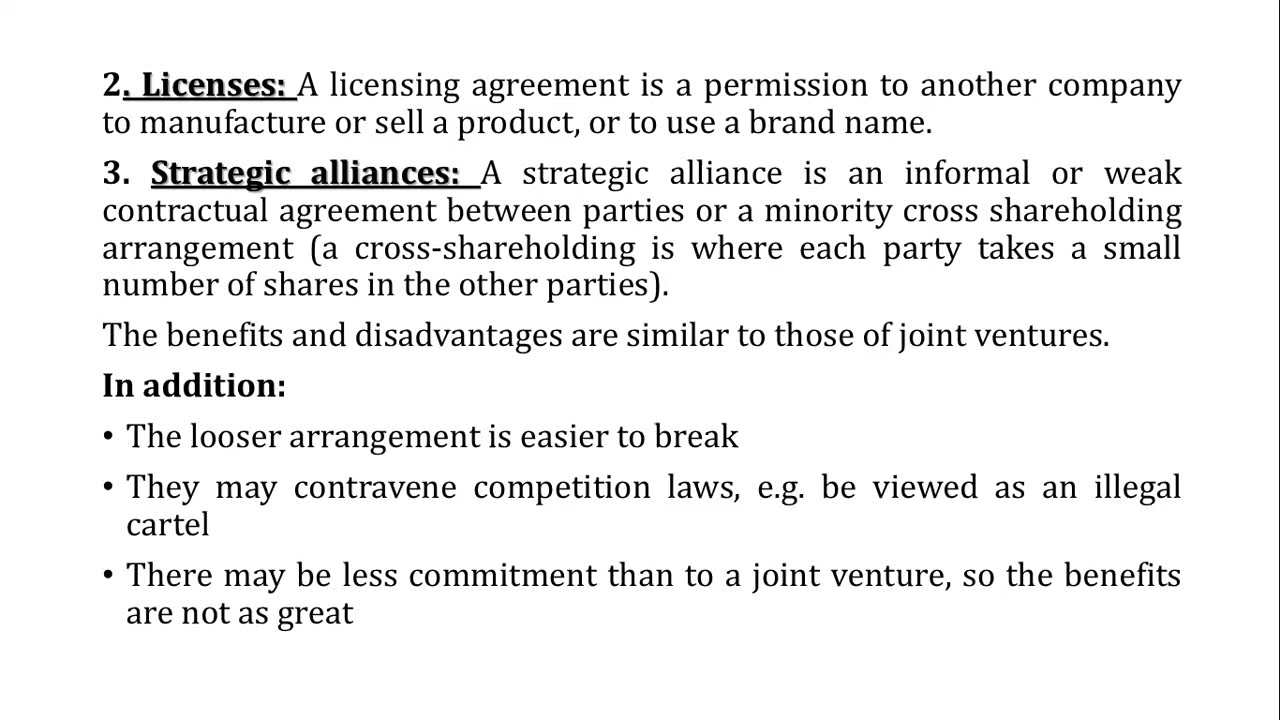 2. Licenses: A licensing agreement is a permission to another company
to manufacture or sell a product, or to use a brand name.
3. Strategic alliances: A strategic alliance is an informal or weak
contractual agreement between parties or a minority cross shareholding
arrangement (a cross-shareholding is where each party takes a small
number of shares in the other parties).
The benefits and disadvantages are similar to those of joint ventures.
In addition:
• The looser arrangement is easier to break
• They may contravene competition laws, e.g. be viewed as an illegal
cartel
• There may be less commitment than to a joint venture, so the benefits
are not as great